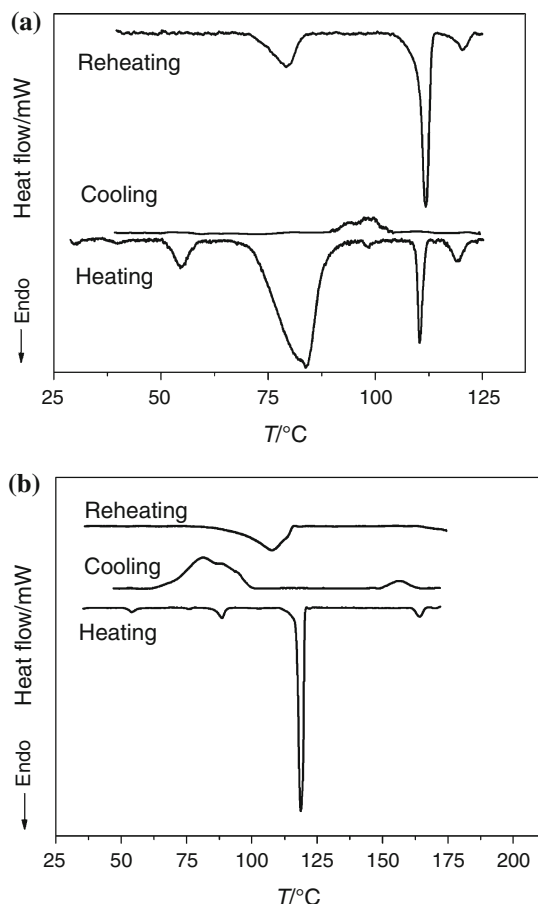 (a)
Reheating
Cooling
Heating
Heat flow/mW
Endo
25 50 75 100 125
T/°C
(b)
Reheating
Cooling
Heating
Heat flow/mW
Endo
25 50 75 100 125 150 175 200
T/°C